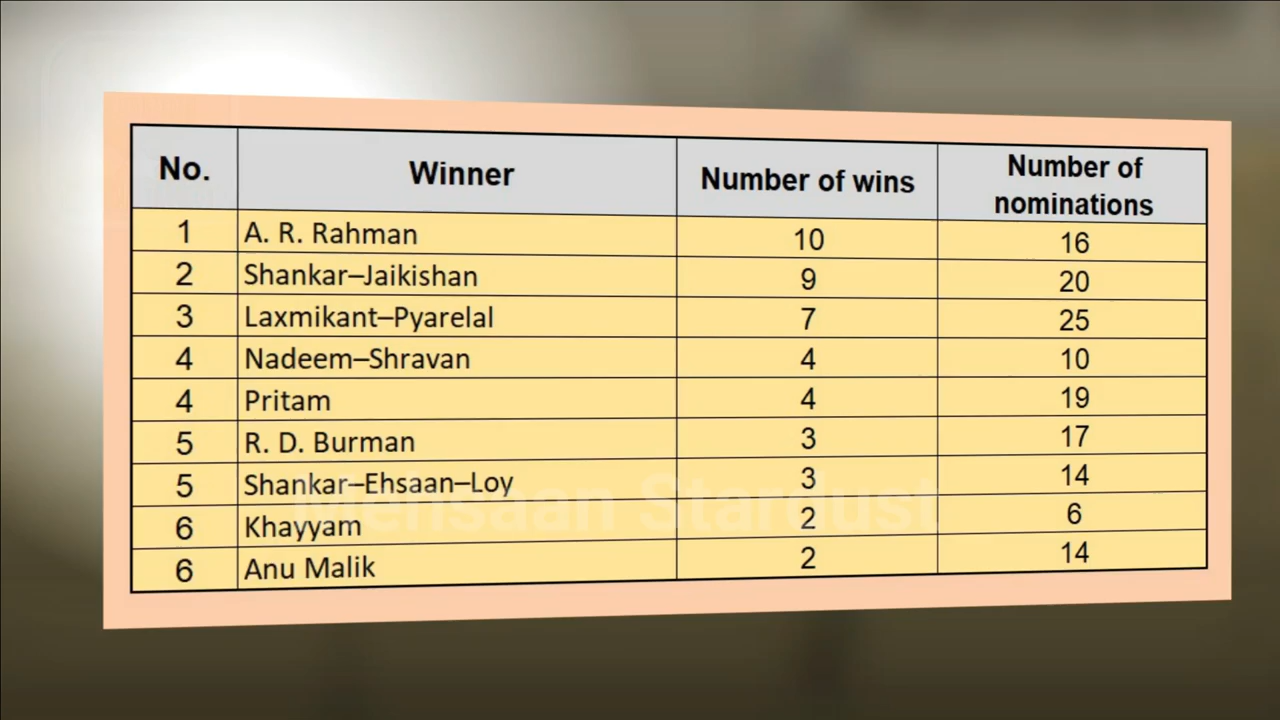 No. Winner Number of wins Number of
nominations
1 A. R. Rahman 10 16
2 Shankar–Jaikishan 9 20
3 Laxmikant–Pyarelal 7 25
4 Nadeem–Shravan 4 10
4 Pritam 4 19
5 R. D. Burman 3 17
5 Shankar–Ehsaan–Loy 3 14
Mehsaan Stardust
6 Khayyam 2 6
6 Anu Malik 2 14